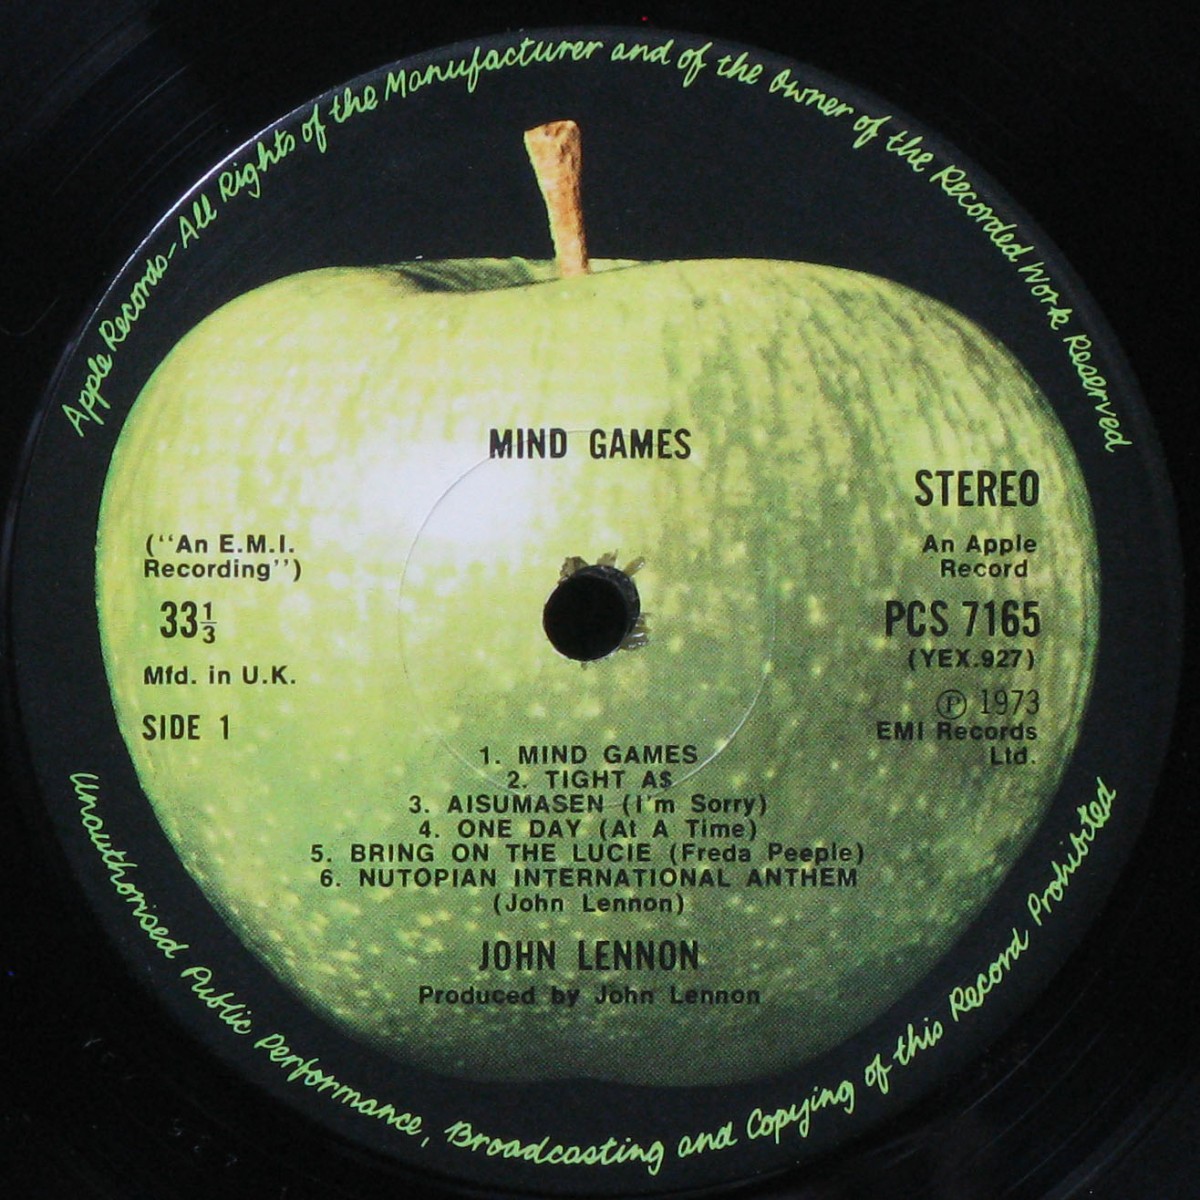 Apple Records-All Rights of the Manufacturer and of the Owner of the Recorded Work Reserved
MIND GAMES
STEREO
("An E.M.I.
Recording")
33⅓
Mfd. in U.K.
SIDE 1
An Apple
Record
PCS 7165
(YEX.927)
℗ 1973
EMI Records
Ltd.
1. MIND GAMES
2. TIGHT A$
3. AISUMASEN (I'm Sorry)
4. ONE DAY (At A Time)
5. BRING ON THE LUCIE (Freda Peeple)
6. NUTOPIAN INTERNATIONAL ANTHEM
(John Lennon)
JOHN LENNON
Produced by John Lennon
Unauthorised Public Performance, Broadcasting and Copying of this Record Prohibited